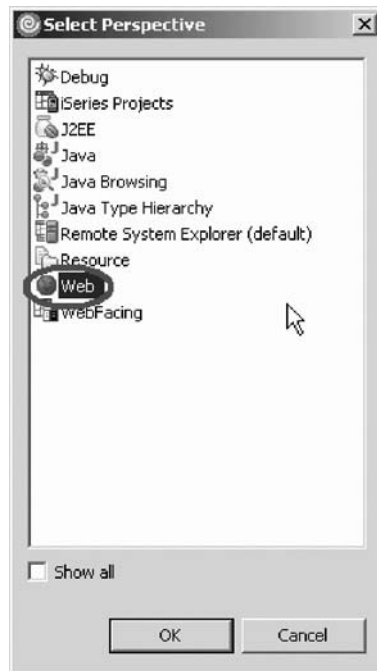 Select Perspective
Debug
iSeries Projects
J2EE
Java
Java Browsing
Java Type Hierarchy
Remote System Explorer (default)
Resource
Web
WebFacing
Show all
OK
Cancel